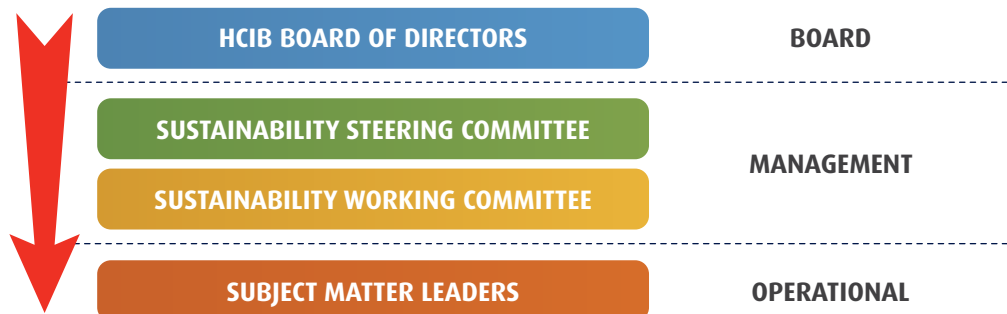 HCIB BOARD OF DIRECTORS BOARD
SUSTAINABILITY STEERING COMMITTEE
MANAGEMENT
SUSTAINABILITY WORKING COMMITTEE
SUBJECT MATTER LEADERS OPERATIONAL